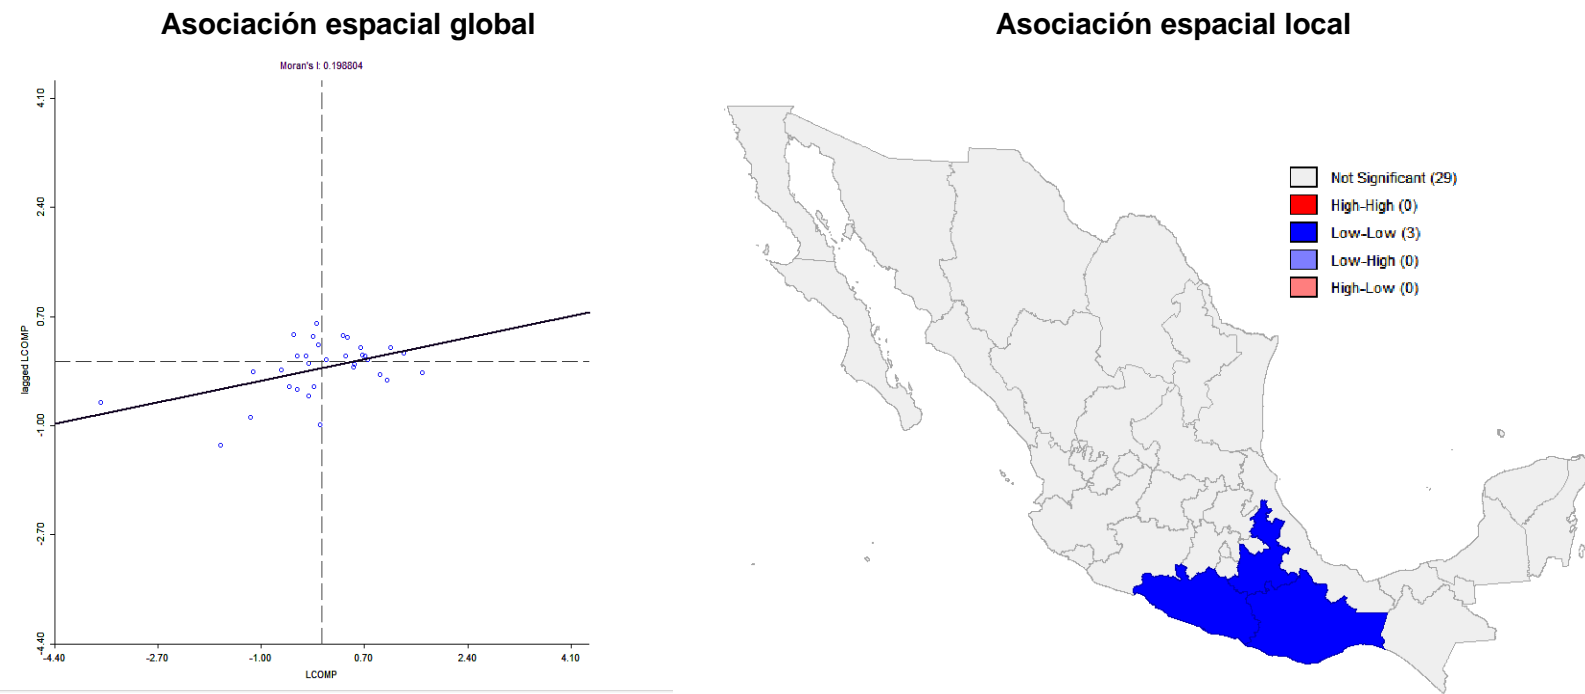 Asociación espacial global
Asociación espacial local
Moran's I: 0.198804
4.10
2.40
0.70
-1.00
-2.70
-4.40
lagged LCOMP
-4.40 -2.70 -1.00 0.70 2.40 4.10
LCOMP
Not Significant (29)
High-High (0)
Low-Low (3)
Low-High (0)
High-Low (0)